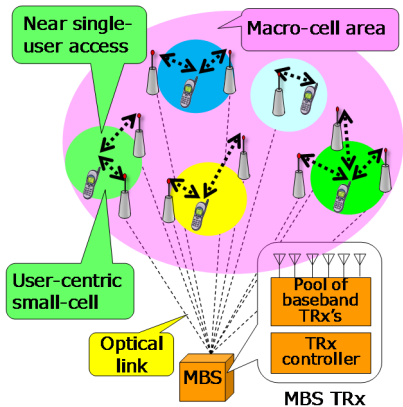 Near single-
user access
Macro-cell area
User-centric
small-cell
Optical
link
MBS
Pool of
baseband
TRx's
TRx
controller
MBS TRx